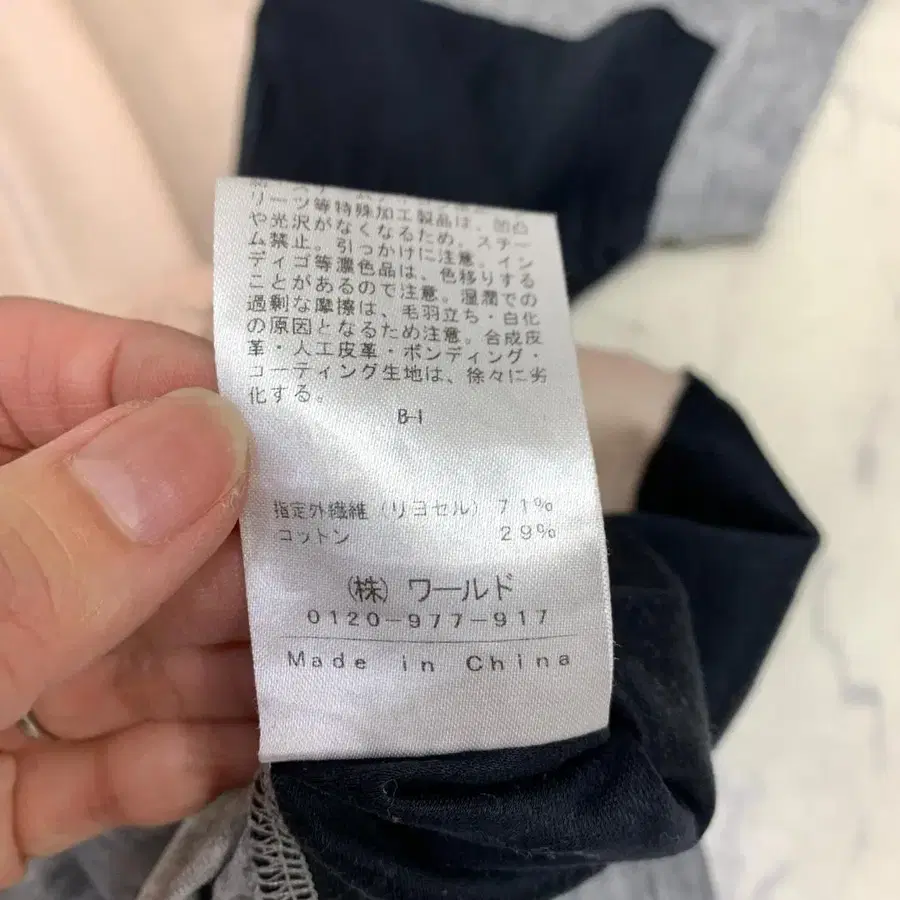 リーツ等特殊加工製品は、凹凸
や光沢がなくなるため。スチー
ム禁止。引っかけに注意。イン
ディゴ等濃色品は、色移りする
ことがあるので注意。湿潤での
過剰な摩擦は、毛羽立ち・白化
の原因となるため注意。合成皮
革・人工皮革・ボンディング・
コーティング生地は、徐々に劣
化する。
B-I
指定外繊維(リヨセル) 71%
コットン 29%
(株)ワールド
0120-977-917
Made in China